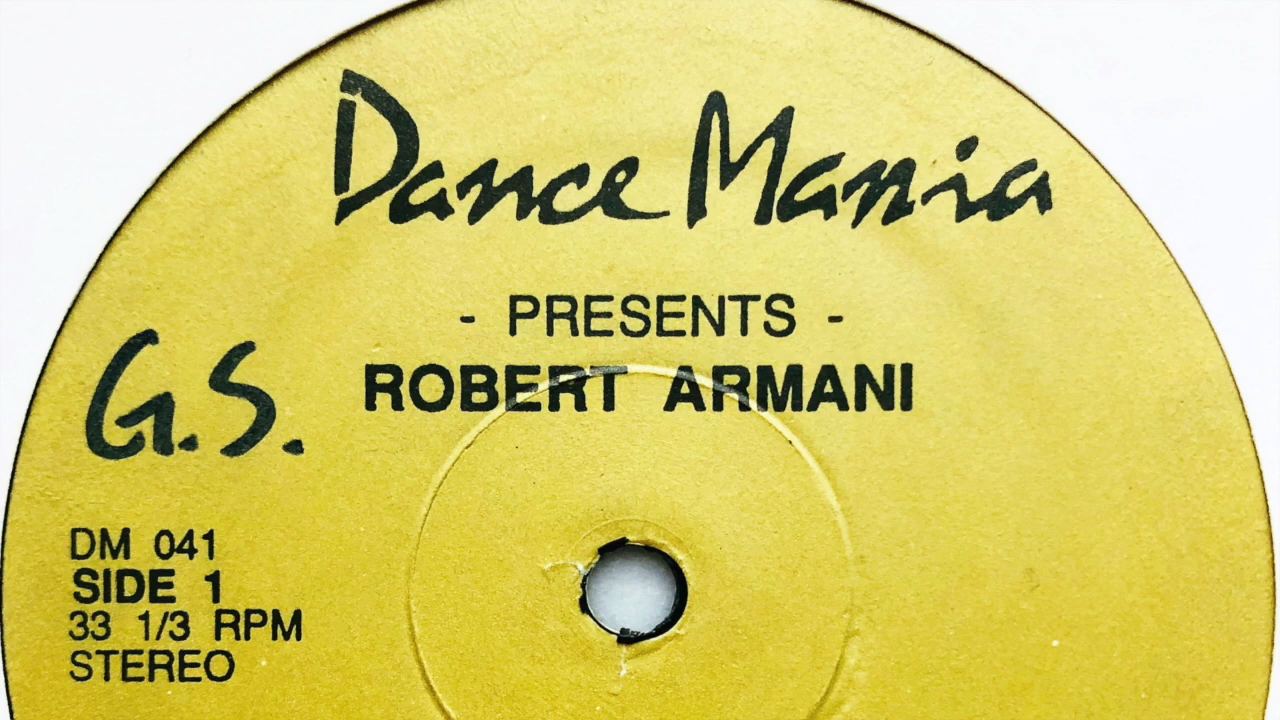 Dance Mania
- PRESENTS -
ROBERT ARMANI
G.S.
DM 041
SIDE 1
33 1/3 RPM
STEREO